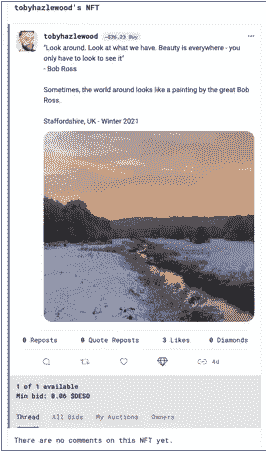 tobyhazlewood's NFT
tobyhazlewood ~$36.23 Buy
"Look around. Look at what we have. Beauty is everywhere - you
only have to look to see it"
- Bob Ross
Sometimes, the world around looks like a painting by the great Bob
Ross.
Staffordshire, UK - Winter 2021
0 Reposts 0 Quote Reposts 3 Likes 0 Diamonds
4d
1 of 1 available
Min bid: 0.06 $DESO
Thread All Bids My Auctions Owners
There are no comments on this NFT yet.